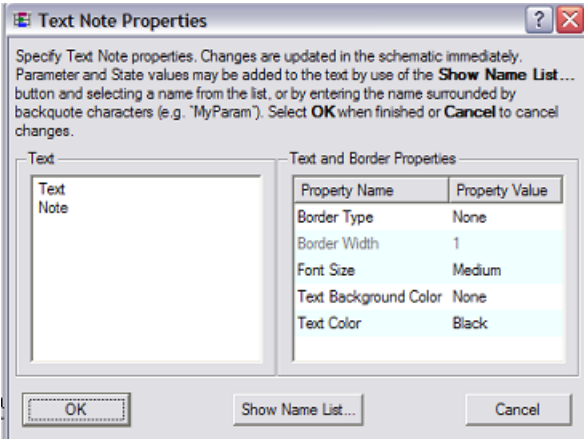 Text Note Properties
Specify Text Note properties. Changes are updated in the schematic immediately.
Parameter and State values may be added to the text by use of the Show Name List...
button and selecting a name from the list, or by entering the name surrounded by
backquote characters (e.g. `MyParam`). Select OK when finished or Cancel to cancel
changes.
Text
Text
Note
Text and Border Properties
Property Name Property Value
Border Type None
Border Width 1
Font Size Medium
Text Background Color None
Text Color Black
OK Show Name List... Cancel